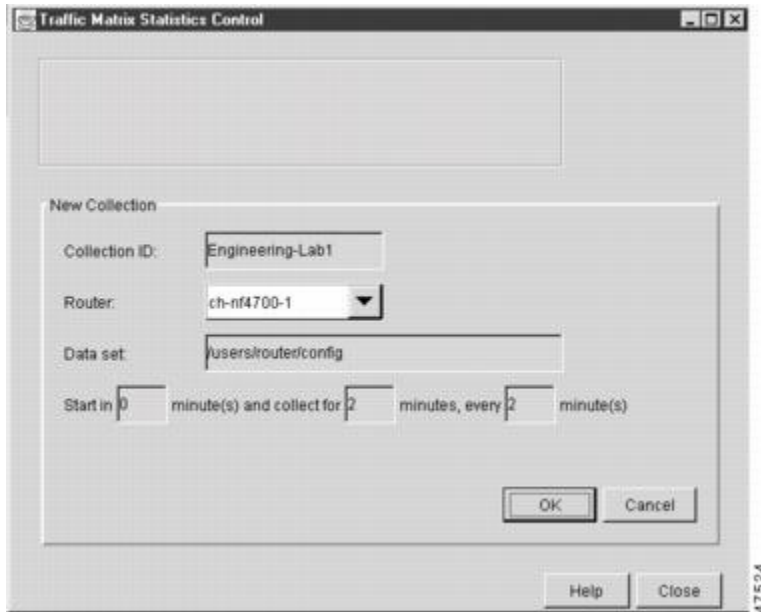 Traffic Matrix Statistics Control
New Collection
Collection ID: Engineering-Lab1
Router: ch-nf4700-1
Data set: /users/router/config
Start in 0 minute(s) and collect for 2 minutes, every 2 minute(s)
OK Cancel
Help Close
47524